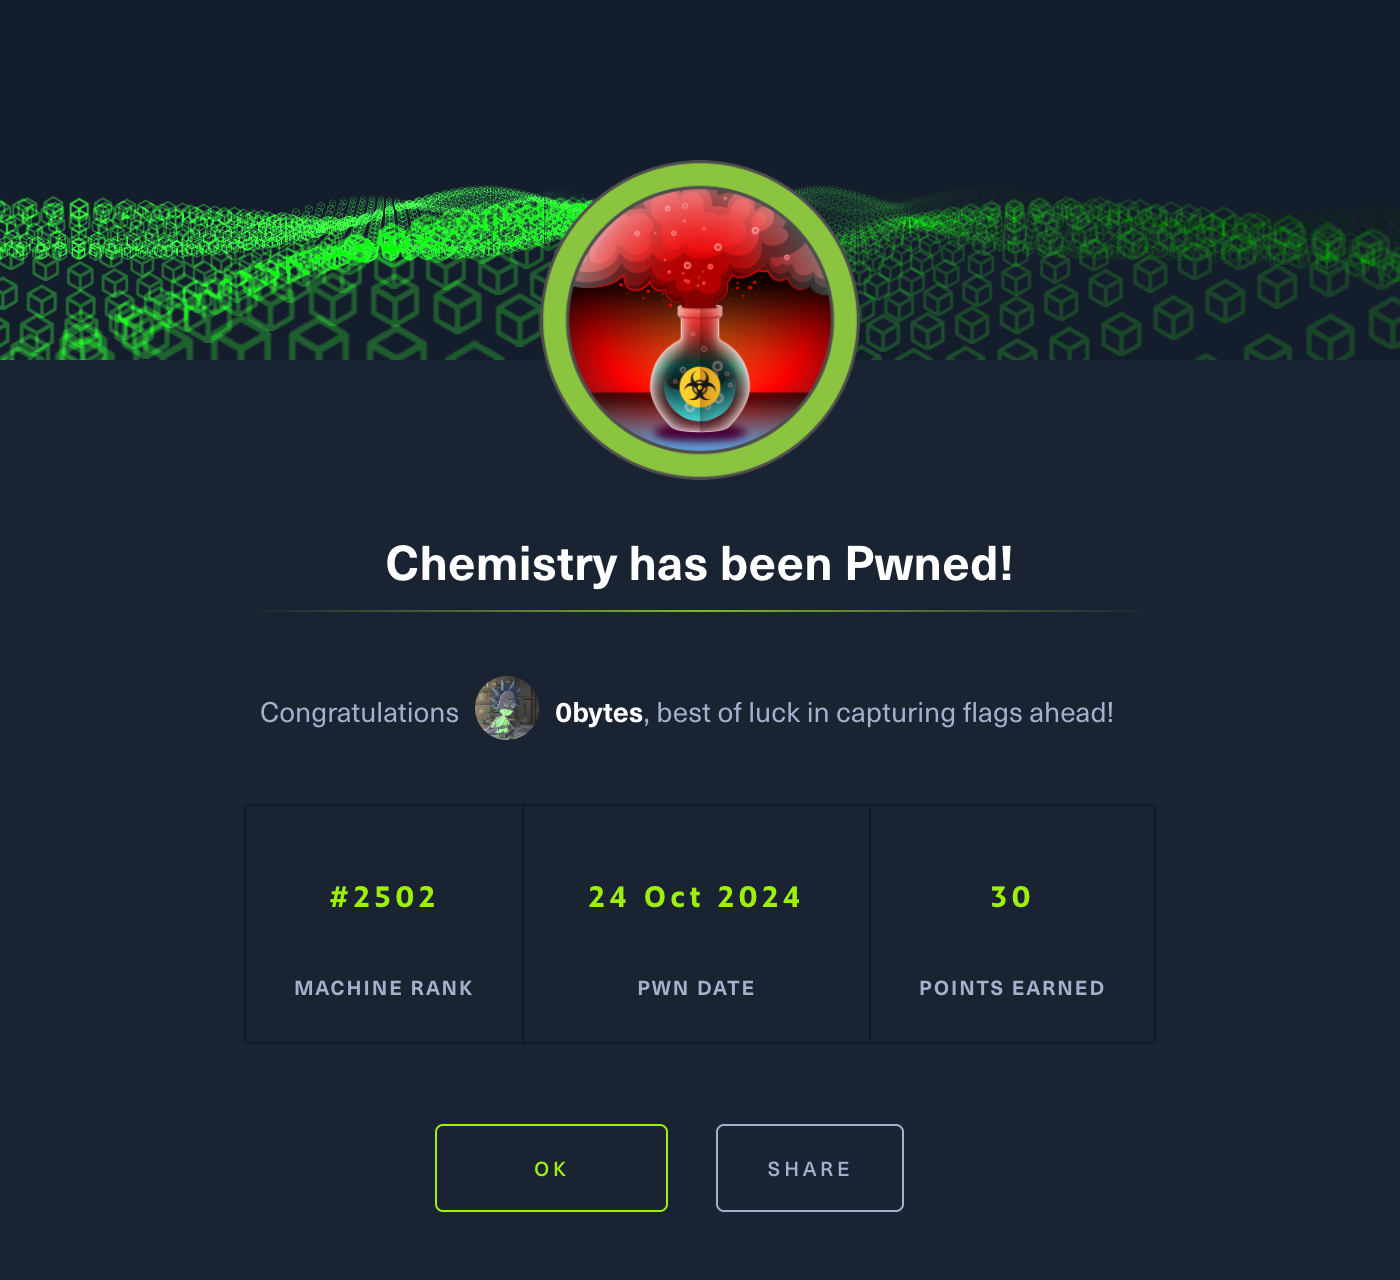 Chemistry has been Pwned!
Congratulations 0bytes, best of luck in capturing flags ahead!
#2502
MACHINE RANK
24 Oct 2024
PWN DATE
30
POINTS EARNED
OK
SHARE